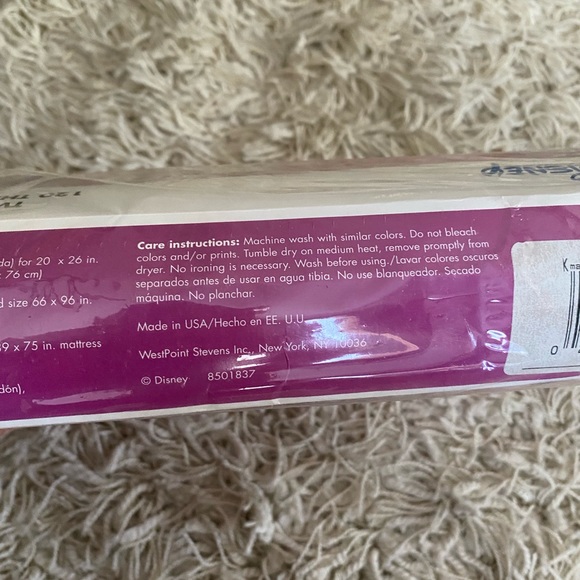 da) for 20 x 26 in.
x 76 cm)
d size 66 x 96 in.
39 x 75 in. mattress
dón),
Care instructions: Machine wash with similar colors. Do not bleach
colors and/or prints. Tumble dry on medium heat, remove promptly from
dryer. No ironing is necessary. Wash before using./Lavar colores oscuros
separados antes de usar en agua tibia. No use blanqueador. Secado
máquina. No planchar.
Made in USA/Hecho en EE. U.U.
WestPoint Stevens Inc., New York, NY 10036
© Disney 8501837
K ma
0